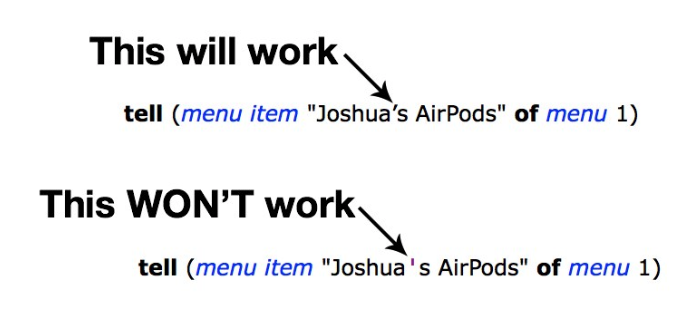 This will work
tell (menu item "Joshua’s AirPods" of menu 1)
This WON’T work
tell (menu item "Joshua's AirPods" of menu 1)